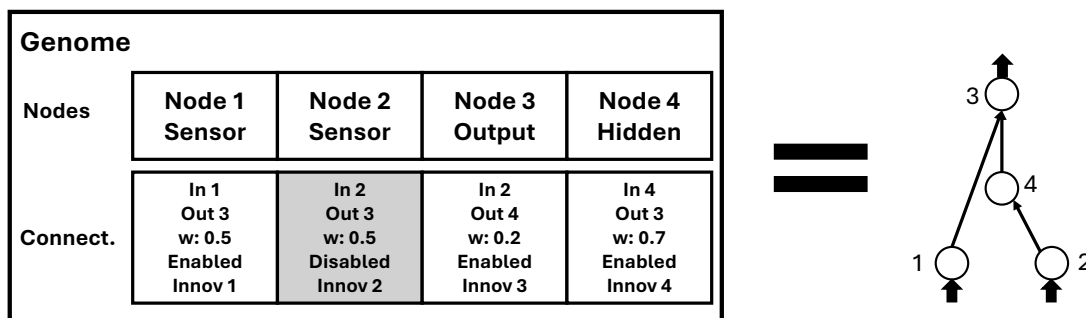 Genome
Nodes
Node 1
Sensor
Node 2
Sensor
Node 3
Output
Node 4
Hidden
Connect.
In 1
Out 3
w: 0.5
Enabled
Innov 1
In 2
Out 3
w: 0.5
Disabled
Innov 2
In 2
Out 4
w: 0.2
Enabled
Innov 3
In 4
Out 3
w: 0.7
Enabled
Innov 4
3
4
1
2